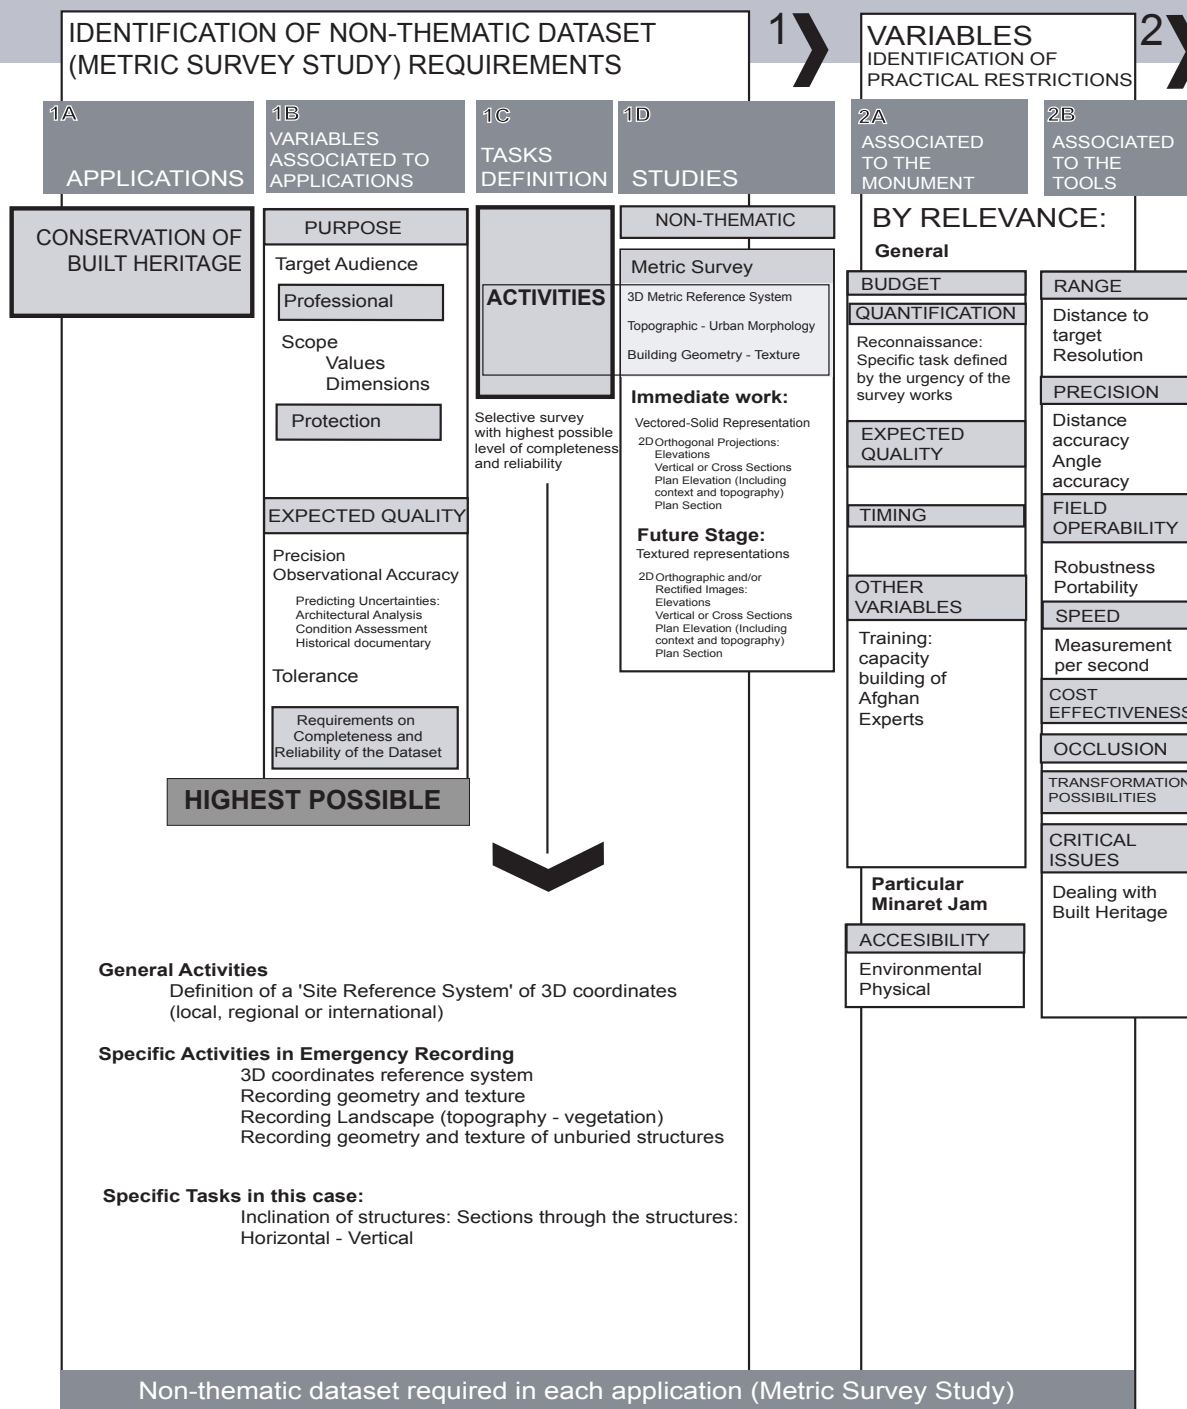 IDENTIFICATION OF NON-THEMATIC DATASET
(METRIC SURVEY STUDY) REQUIREMENTS
1
VARIABLES
IDENTIFICATION OF
PRACTICAL RESTRICTIONS
2
1A
APPLICATIONS
1B
VARIABLES
ASSOCIATED TO
APPLICATIONS
1C
TASKS
DEFINITION
1D
STUDIES
2A
ASSOCIATED
TO THE
MONUMENT
2B
ASSOCIATED
TO THE
TOOLS
CONSERVATION OF
BUILT HERITAGE
PURPOSE
Target Audience
Professional
Scope
Values
Dimensions
Protection
EXPECTED QUALITY
Precision
Observational Accuracy
Predicting Uncertainties:
Architectural Analysis
Condition Assessment
Historical documentary
Tolerance
Requirements on
Completeness and
Reliability of the Dataset
HIGHEST POSSIBLE
ACTIVITIES
Selective survey
with highest possible
level of completeness
and reliability
NON-THEMATIC
Metric Survey
3D Metric Reference System
Topographic - Urban Morphology
Building Geometry - Texture
Immediate work:
Vectored-Solid Representation
2D Orthogonal Projections:
Elevations
Vertical or Cross Sections
Plan Elevation (Including
context and topography)
Plan Section
Future Stage:
Textured representations
2D Orthographic and/or
Rectified Images:
Elevations
Vertical or Cross Sections
Plan Elevation (Including
context and topography)
Plan Section
BY RELEVANCE:
General
BUDGET
QUANTIFICATION
Reconnaissance:
Specific task defined
by the urgency of the
survey works
EXPECTED
QUALITY
TIMING
OTHER
VARIABLES
Training:
capacity
building of
Afghan
Experts
Particular
Minaret Jam
ACCESIBILITY
Environmental
Physical
RANGE
Distance to
target
Resolution
PRECISION
Distance
accuracy
Angle
accuracy
FIELD
OPERABILITY
Robustness
Portability
SPEED
Measurement
per second
COST
EFFECTIVENESS
OCCLUSION
TRANSFORMATION
POSSIBILITIES
CRITICAL
ISSUES
Dealing with
Built Heritage
General Activities
Definition of a 'Site Reference System' of 3D coordinates
(local, regional or international)
Specific Activities in Emergency Recording
3D coordinates reference system
Recording geometry and texture
Recording Landscape (topography - vegetation)
Recording geometry and texture of unburied structures
Specific Tasks in this case:
Inclination of structures: Sections through the structures:
Horizontal - Vertical
Non-thematic dataset required in each application (Metric Survey Study)